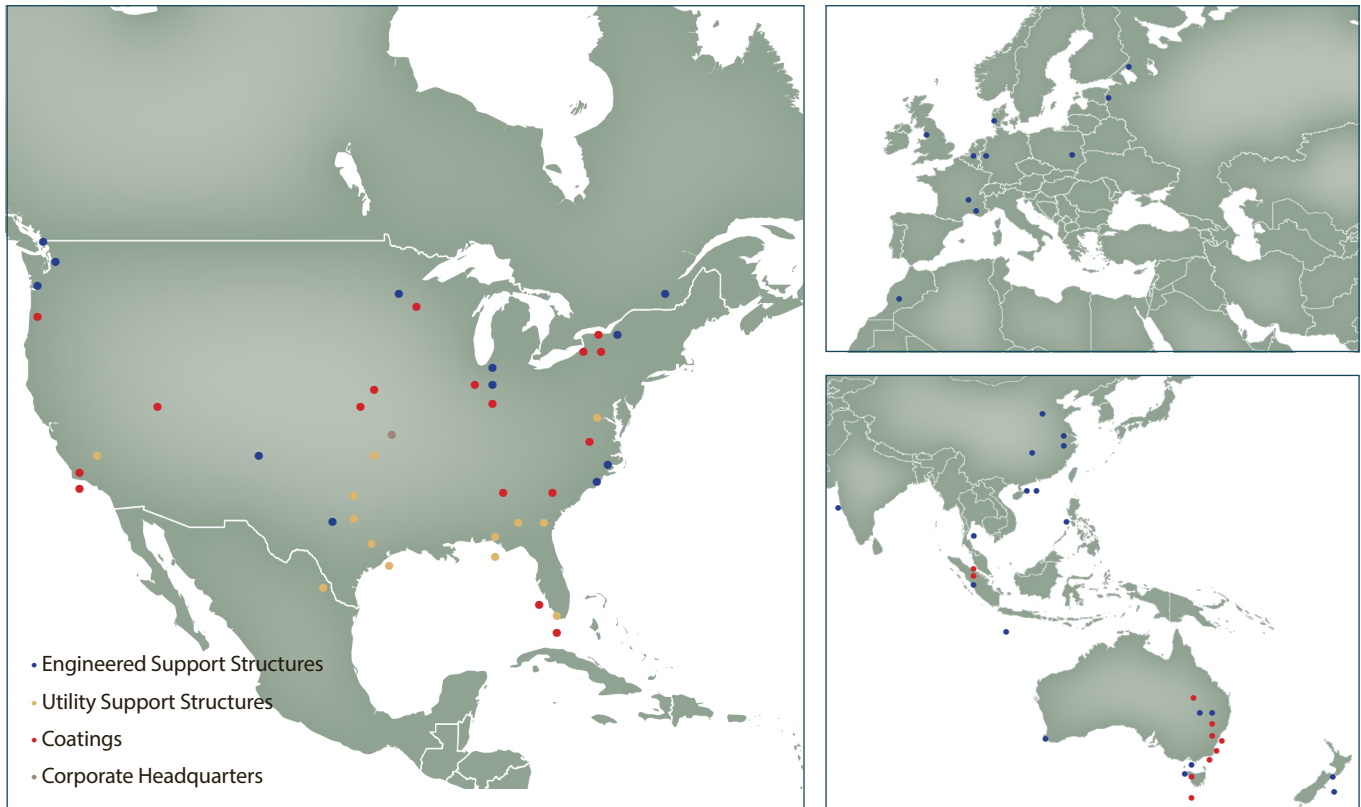 Engineered Support Structures
Utility Support Structures
Coatings
Corporate Headquarters